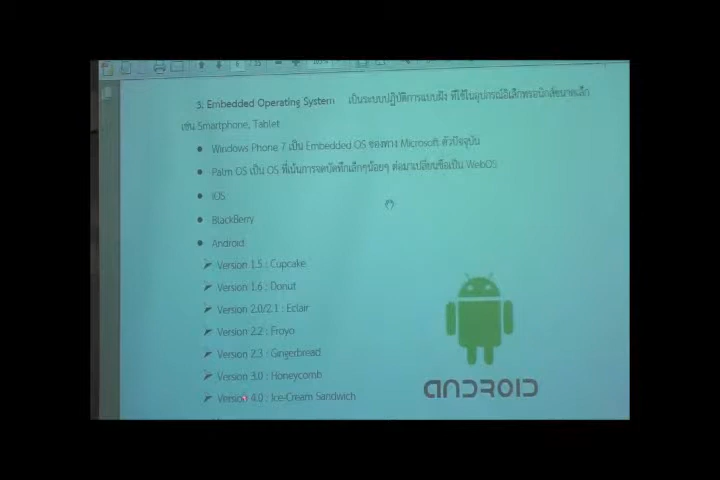 3. Embedded Operating System เป็นระบบปฏิบัติการแบบฝัง ที่ใช้ในอุปกรณ์อิเล็กทรอนิกส์ขนาดเล็ก
เช่น Smartphone, Tablet
Windows Phone 7 เป็น Embedded OS ของทาง Microsoft ตัวปัจจุบัน
Palm OS เป็น OS ที่เน้นการจดบันทึกเล็กๆน้อยๆ ต่อมาเปลี่ยนชื่อเป็น WebOS
iOS
BlackBerry
Android
Version 1.5 : Cupcake
Version 1.6 : Donut
Version 2.0/2.1 : Eclair
Version 2.2 : Froyo
Version 2.3 : Gingerbread
Version 3.0 : Honeycomb
Version 4.0 : Ice-Cream Sandwich
ANDROID